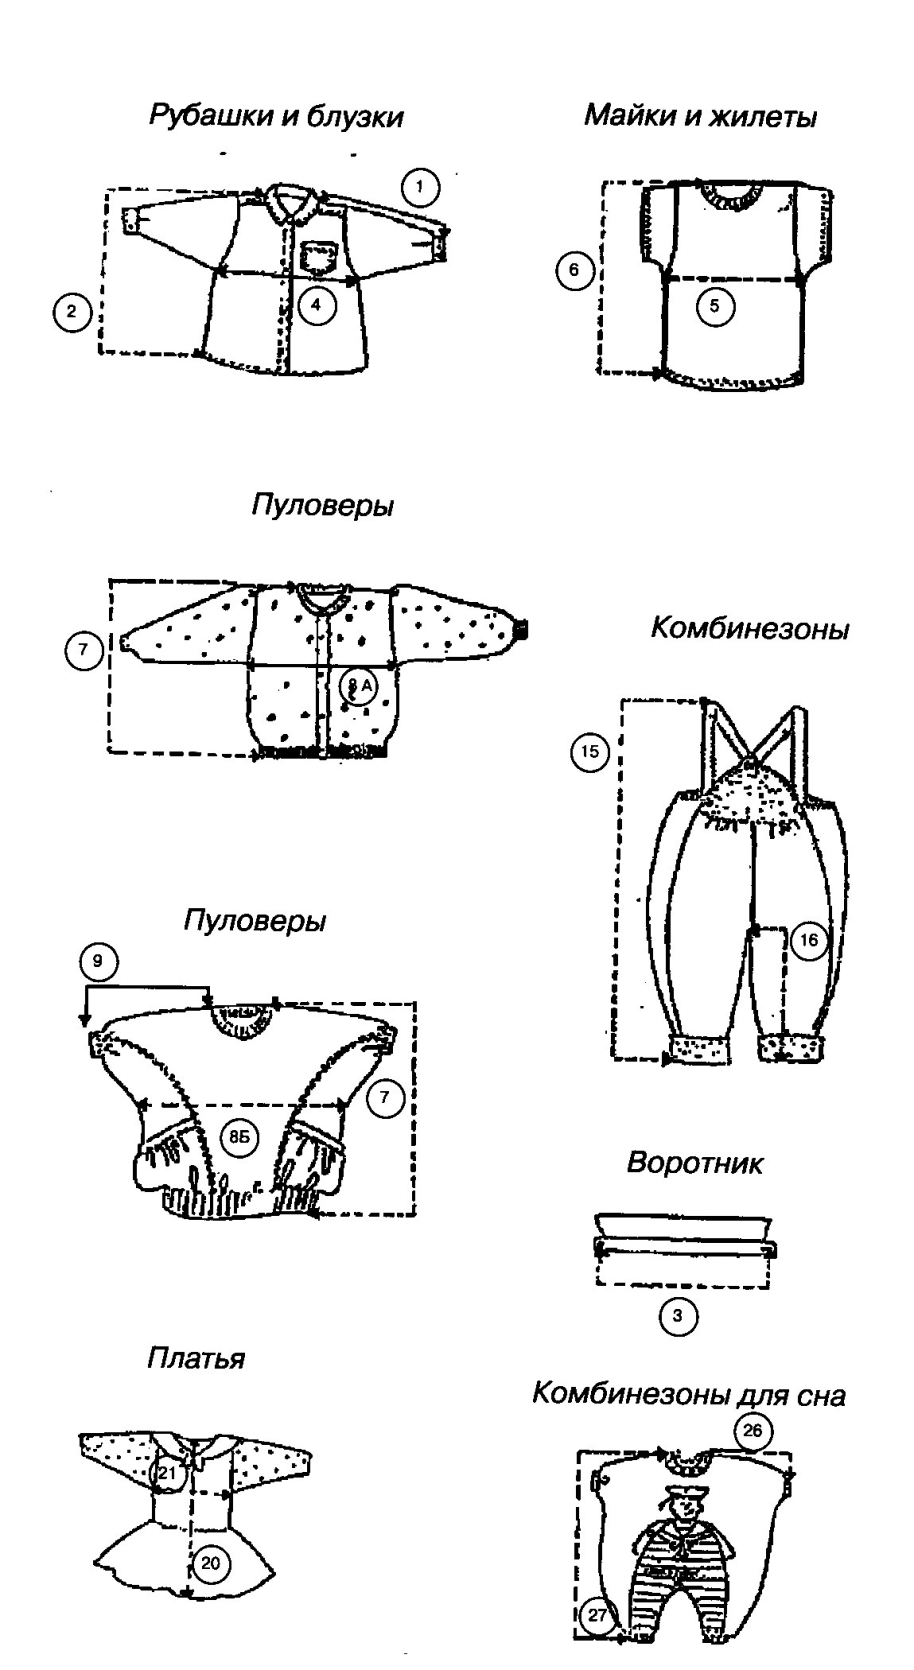 Рубашки и блузки
1
2
4
Майки и жилеты
6
5
Пуловеры
7
8А
Комбинезоны
15
16
Пуловеры
9
7
8Б
Воротник
3
Платья
21
20
Комбинезоны для сна
26
27